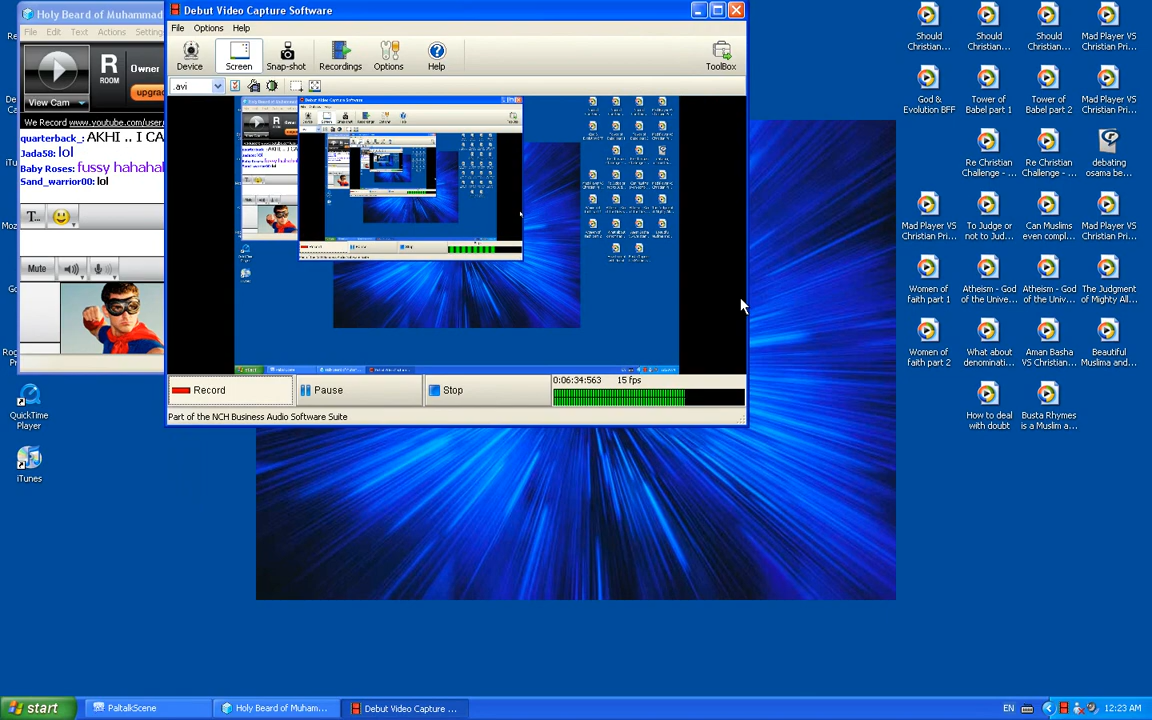 Holy Beard of Muhammad
File Edit Text Actions Setting
R
ROOM
Owner
upgra
View Cam
We Record www.youtube.com/user
quarterback_: AKHI .. I CA
Jada58: lol
Baby Roses: fussy hahahal
Sand_warrior00: lol
T...
Mute
QuickTime
Player
iTunes
Debut Video Capture Software
File Options Help
Device Screen Snap-shot Recordings Options Help ToolBox
.avi
Record Pause Stop
0:06:34:563 15 fps
Part of the NCH Business Audio Software Suite
Should
Christian...
Should
Christian...
Should
Christian...
Mad Player VS
Christian Pri...
God &
Evolution BFF
Tower of
Babel part 1
Tower of
Babel part 2
Mad Player VS
Christian Pri...
Re Christian
Challenge - ...
Re Christian
Challenge - ...
debating
osama be...
Mad Player VS
Christian Pri...
To Judge or
not to Jud...
Can Muslims
even compl...
Mad Player VS
Christian Pri...
Women of
faith part 1
Atheism - God
of the Unive...
Atheism - God
of the Univ...
The Judgment
of Mighty All...
Women of
faith part 2
What about
denominati...
Aman Basha
VS Christian...
Beautiful
Muslima and...
How to deal
with doubt
Busta Rhymes
is a Muslim a...
start
PaltalkScene
Holy Beard of Muham...
Debut Video Capture ...
EN
12:23 AM